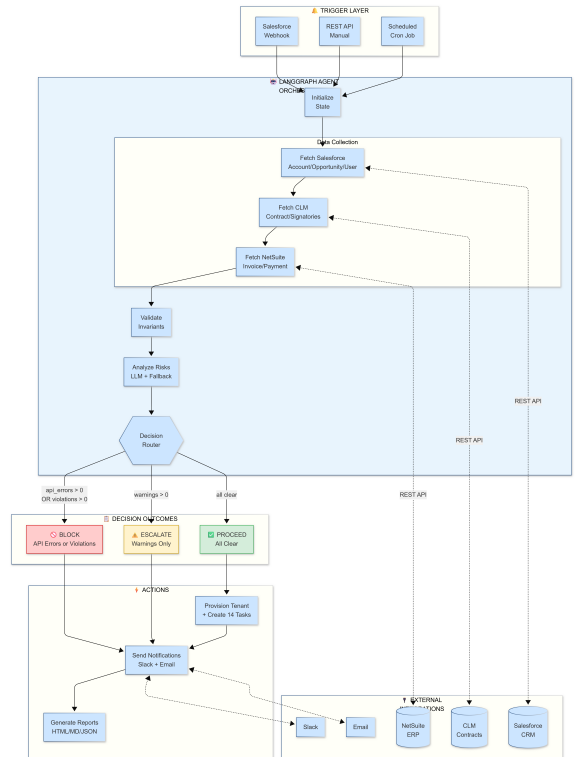 ⚠️ TRIGGER LAYER
Salesforce
Webhook
REST API
Manual
Scheduled
Cron Job
LANGGRAPH AGENT
ORCHE
Initialize
State
Data Collection
Fetch Salesforce
Account/Opportunity/User
Fetch CLM
Contract/Signatories
Fetch NetSuite
Invoice/Payment
Validate
Invariants
Analyze Risks
LLM + Fallback
Decision
Router
REST API
REST API
REST API
api_errors > 0
OR violations > 0
warnings > 0
all clear
DECISION OUTCOMES
🚫 BLOCK
API Errors or Violations
⚠️ ESCALATE
Warnings Only
✅ PROCEED
All Clear
ACTIONS
Provision Tenant
+ Create 14 Tasks
Send Notifications
Slack + Email
Generate Reports
HTML/MD/JSON
EXTERNAL
Slack
Email
NetSuite
ERP
CLM
Contracts
Salesforce
CRM